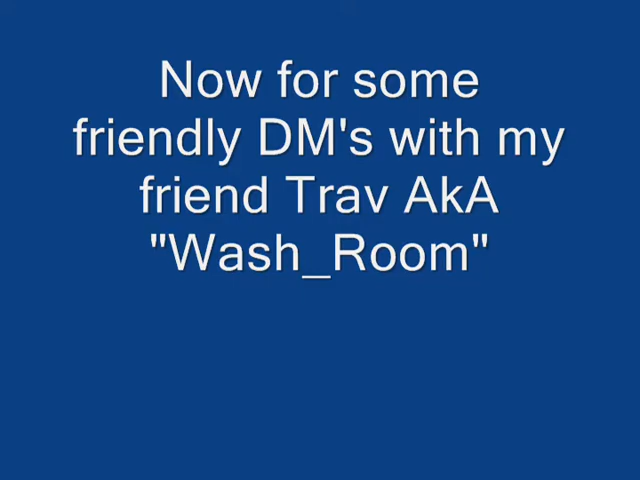 Now for some
friendly DM's with my
friend Trav AkA
"Wash_Room"